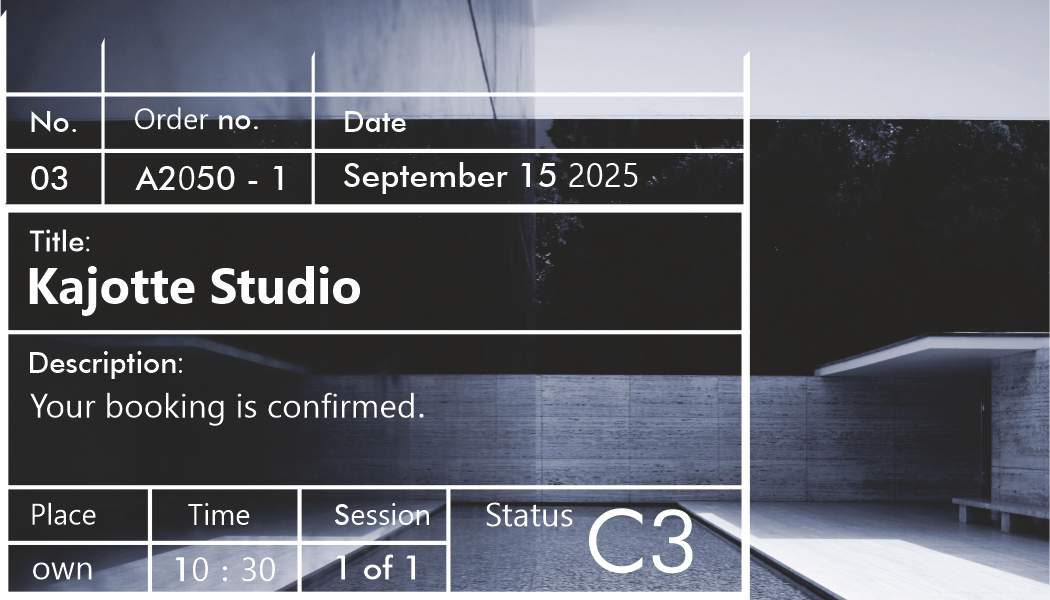 No. Order no. Date
03 A2050 - 1 September 15 2025
Title:
Kajotte Studio
Description:
Your booking is confirmed.
Place Time Session Status C3
own 10 : 30 1 of 1